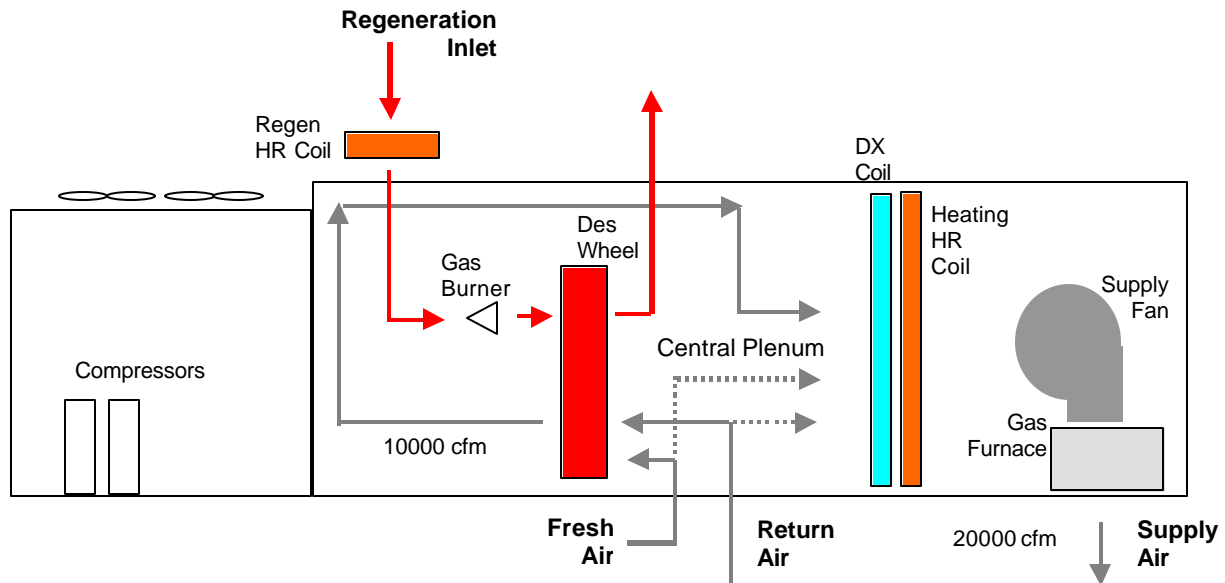 Regeneration
Inlet
Regen
HR Coil
DX
Coil
Des
Wheel
Heating
HR
Coil
Gas
Burner
Supply
Fan
Central Plenum
Compressors
Gas
Furnace
10000 cfm
Fresh
Air
Return
Air
20000 cfm
Supply
Air